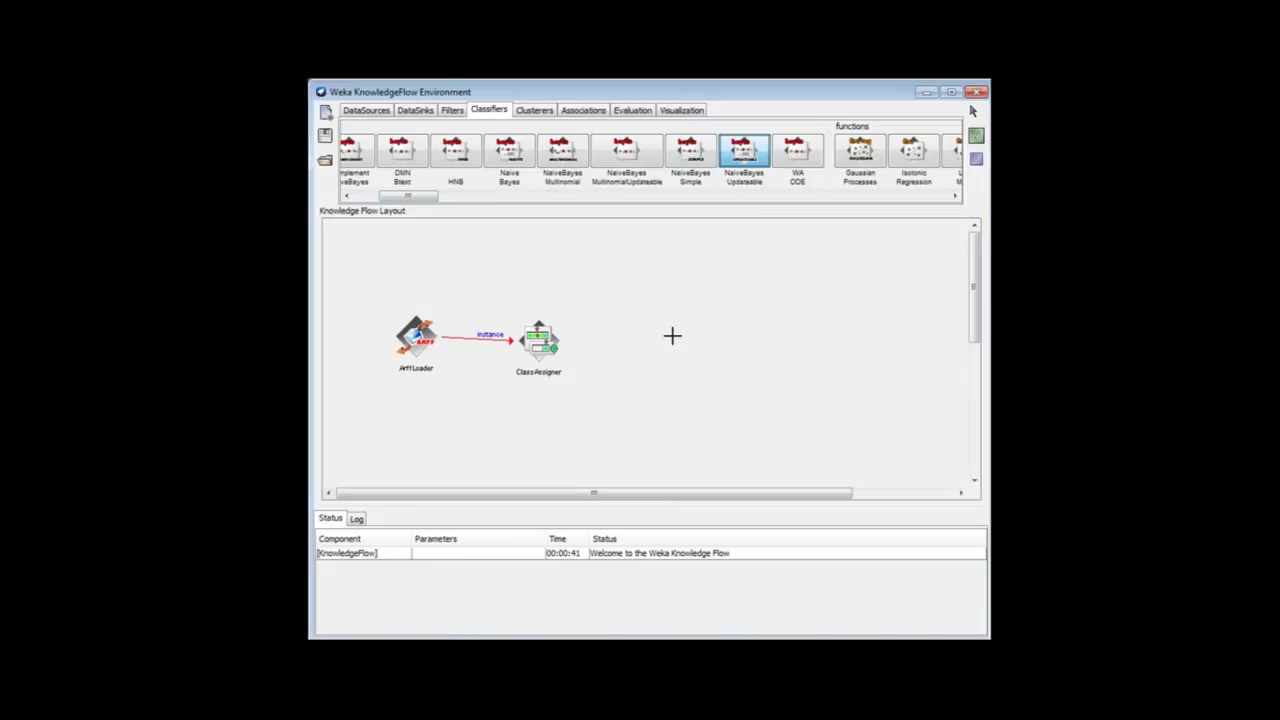 Weka KnowledgeFlow Environment
DataSources DataSinks Filters Classifiers Clusterers Associations Evaluation Visualization
functions
mplement veBayes
DMN Btext
HNB
Naive Bayes
NaiveBayes Multinomial
NaiveBayes MultinomialUpdateable
NaiveBayes Simple
NaiveBayes Updateable
WA ODE
Gaussian Processes
Isotonic Regression
Knowledge Flow Layout
instance
ArffLoader
ClassAssigner
Status Log
Component Parameters Time Status
[KnowledgeFlow] 00:00:41 Welcome to the Weka Knowledge Flow